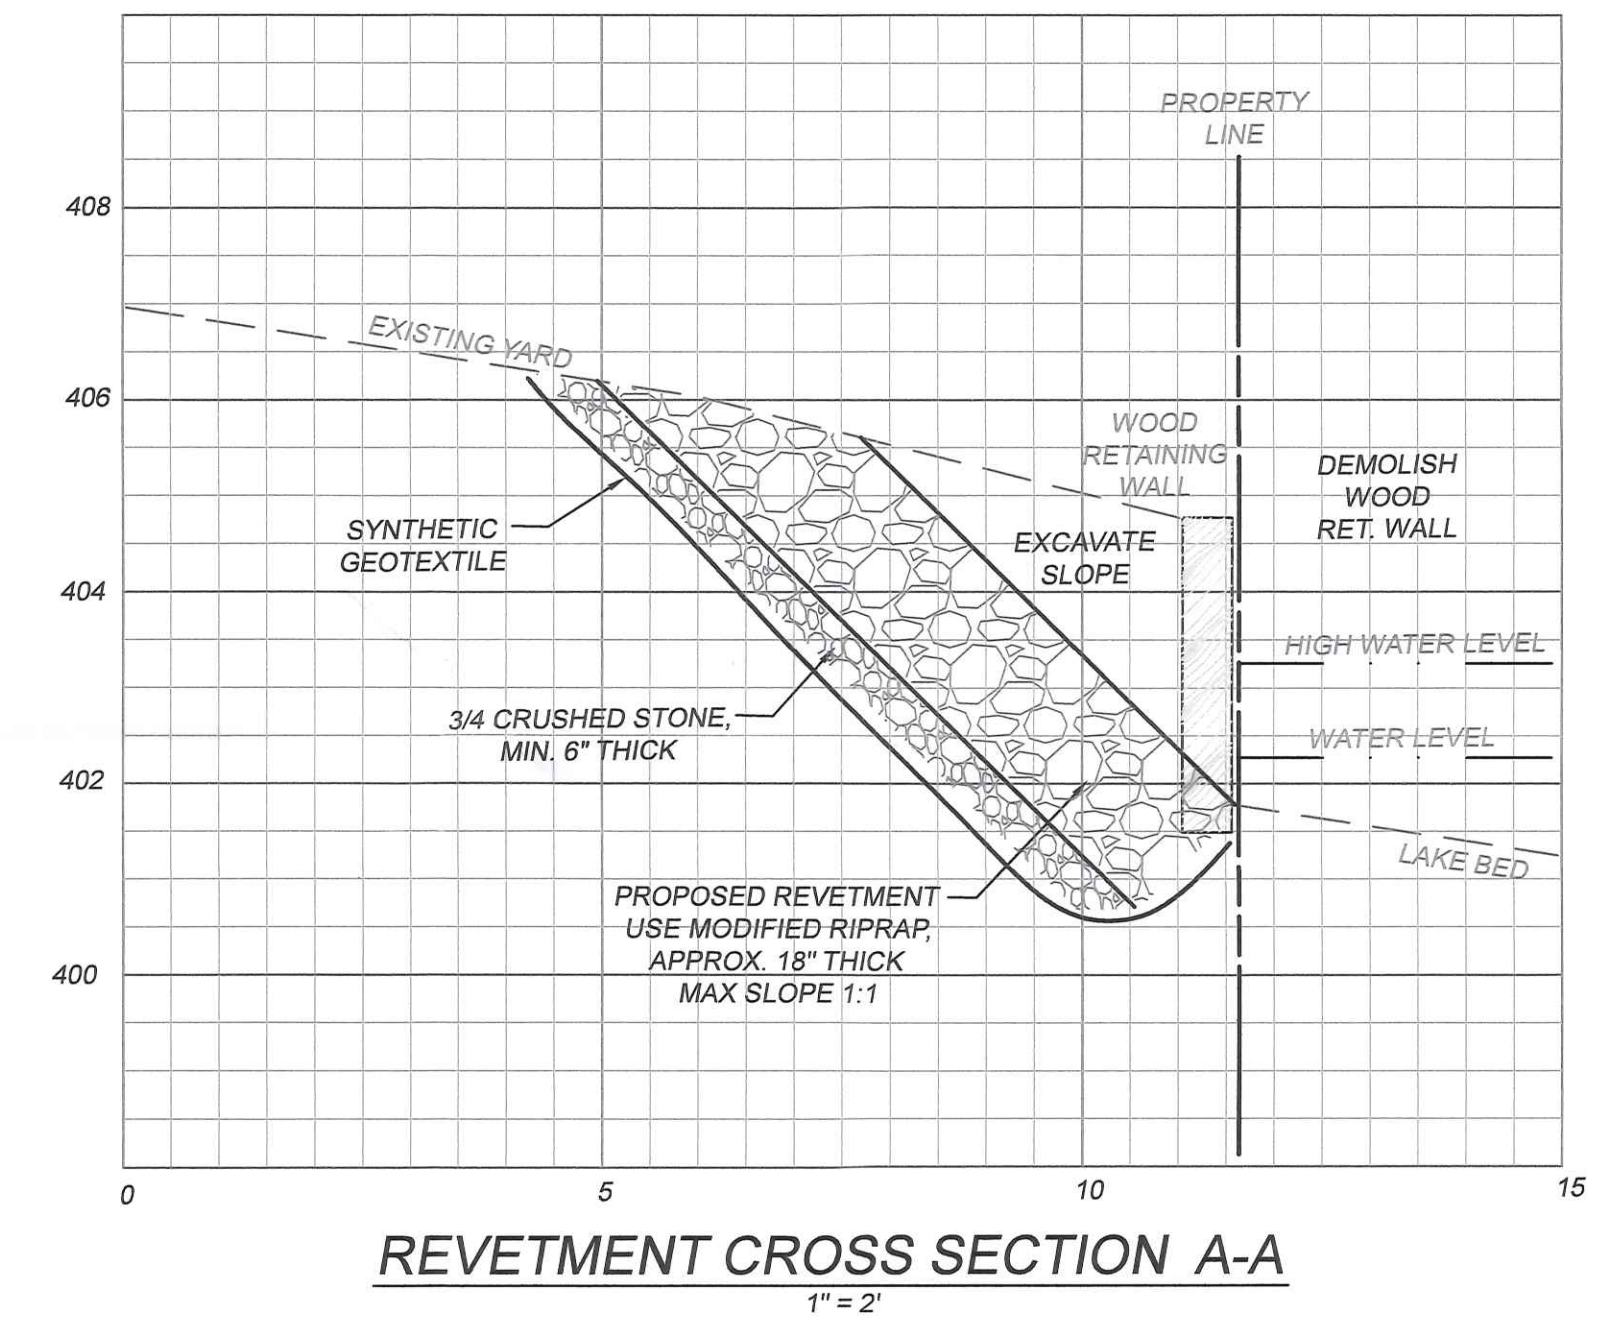 PROPERTY
LINE
408
EXISTING YARD
406
WOOD
RETAINING
WALL
DEMOLISH
WOOD
RET. WALL
SYNTHETIC
GEOTEXTILE
EXCAVATE
SLOPE
404
HIGH WATER LEVEL
3/4 CRUSHED STONE,
MIN. 6" THICK
WATER LEVEL
402
LAKE BED
PROPOSED REVETMENT
USE MODIFIED RIPRAP,
APPROX. 18" THICK
MAX SLOPE 1:1
400
0
5
10
15
REVETMENT CROSS SECTION A-A
1" = 2'